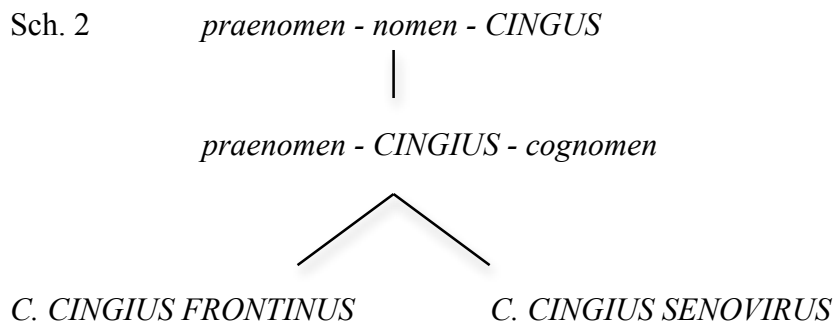 Sch. 2 praenomen - nomen - CINGUS
praenomen - CINGIUS - cognomen
C. CINGIUS FRONTINUS C. CINGIUS SENOVIRUS